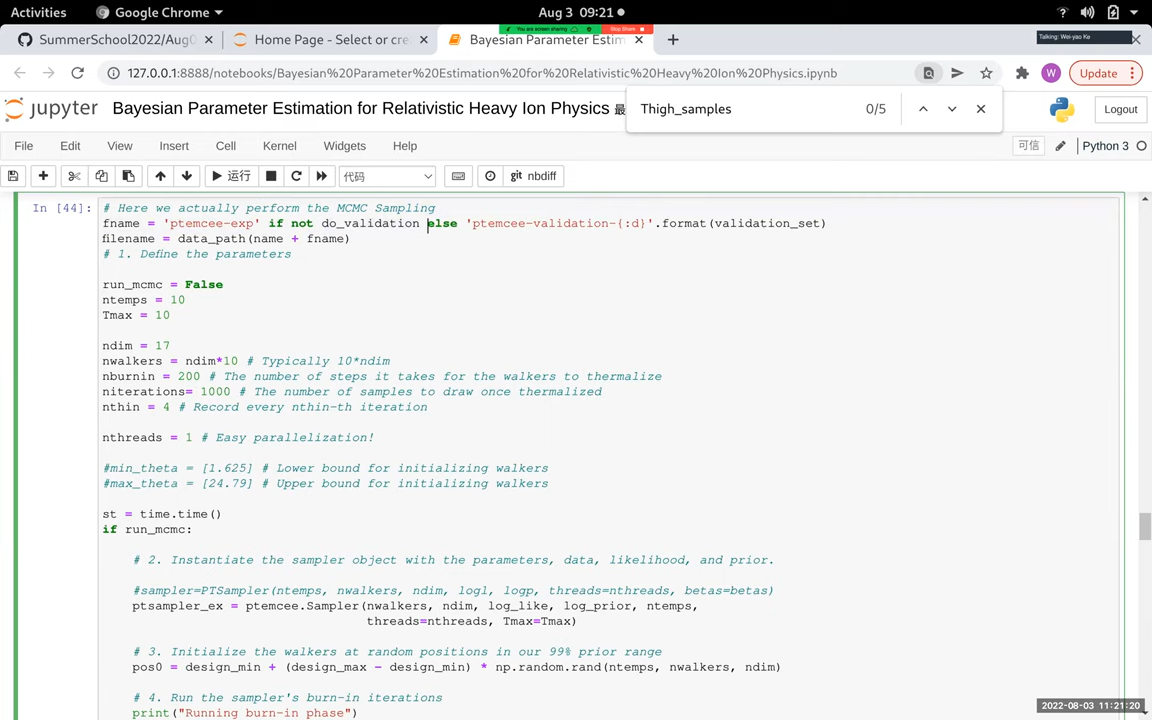 Activities Google Chrome Aug 3 09:21
You are screen sharing Stop Share
SummerSchool2022/Aug0 Home Page - Select or cre Bayesian Parameter Estim Talking: Wei-yao Ke
127.0.0.1:8888/notebooks/Bayesian%20Parameter%20Estimation%20for%20Relativistic%20Heavy%20Ion%20Physics.ipynb W Update
jupyter Bayesian Parameter Estimation for Relativistic Heavy Ion Physics 最 Thigh_samples 0/5 Logout
File Edit View Insert Cell Kernel Widgets Help 可信 Python 3
运行 代码 git nbdiff
In [44]: # Here we actually perform the MCMC Sampling
fname = 'ptemcee-exp' if not do_validation else 'ptemcee-validation-{:d}'.format(validation_set)
filename = data_path(name + fname)
# 1. Define the parameters
run_mcmc = False
ntemps = 10
Tmax = 10
ndim = 17
nwalkers = ndim*10 # Typically 10*ndim
nburnin = 200 # The number of steps it takes for the walkers to thermalize
niterations= 1000 # The number of samples to draw once thermalized
nthin = 4 # Record every nthin-th iteration
nthreads = 1 # Easy parallelization!
#min_theta = [1.625] # Lower bound for initializing walkers
#max_theta = [24.79] # Upper bound for initializing walkers
st = time.time()
if run_mcmc:
# 2. Instantiate the sampler object with the parameters, data, likelihood, and prior.
#sampler=PTSampler(ntemps, nwalkers, ndim, logl, logp, threads=nthreads, betas=betas)
ptsampler_ex = ptemcee.Sampler(nwalkers, ndim, log_like, log_prior, ntemps,
threads=nthreads, Tmax=Tmax)
# 3. Initialize the walkers at random positions in our 99% prior range
pos0 = design_min + (design_max - design_min) * np.random.rand(ntemps, nwalkers, ndim)
# 4. Run the sampler's burn-in iterations
print("Running burn-in phase")
2022-08-03 11:21:20